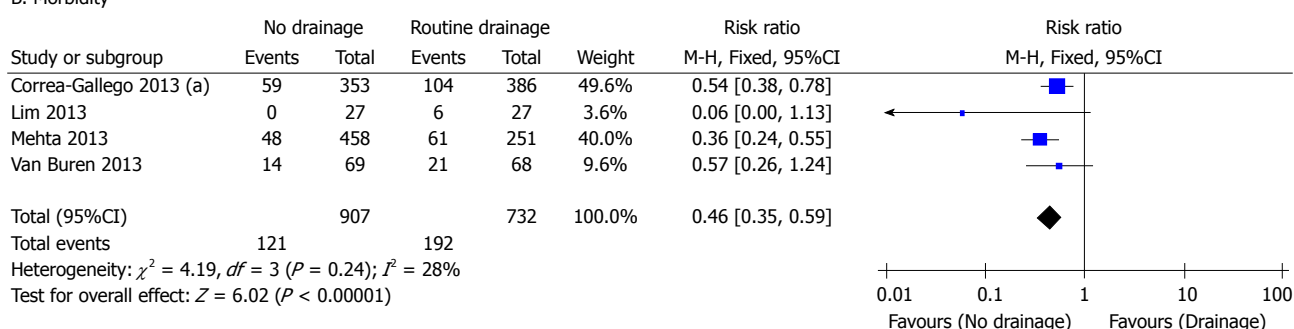 B. Morbidity
No drainage Routine drainage Risk ratio Risk ratio
Study or subgroup Events Total Events Total Weight M-H, Fixed, 95%CI M-H, Fixed, 95%CI
Correa-Gallego 2013 (a) 59 353 104 386 49.6% 0.54 [0.38, 0.78]
Lim 2013 0 27 6 27 3.6% 0.06 [0.00, 1.13]
Mehta 2013 48 458 61 251 40.0% 0.36 [0.24, 0.55]
Van Buren 2013 14 69 21 68 9.6% 0.57 [0.26, 1.24]
Total (95%CI) 907 732 100.0% 0.46 [0.35, 0.59]
Total events 121 192
Heterogeneity: χ² = 4.19, df = 3 (P = 0.24); I² = 28%
Test for overall effect: Z = 6.02 (P < 0.00001)
0.01 0.1 1 10 100
Favours (No drainage) Favours (Drainage)